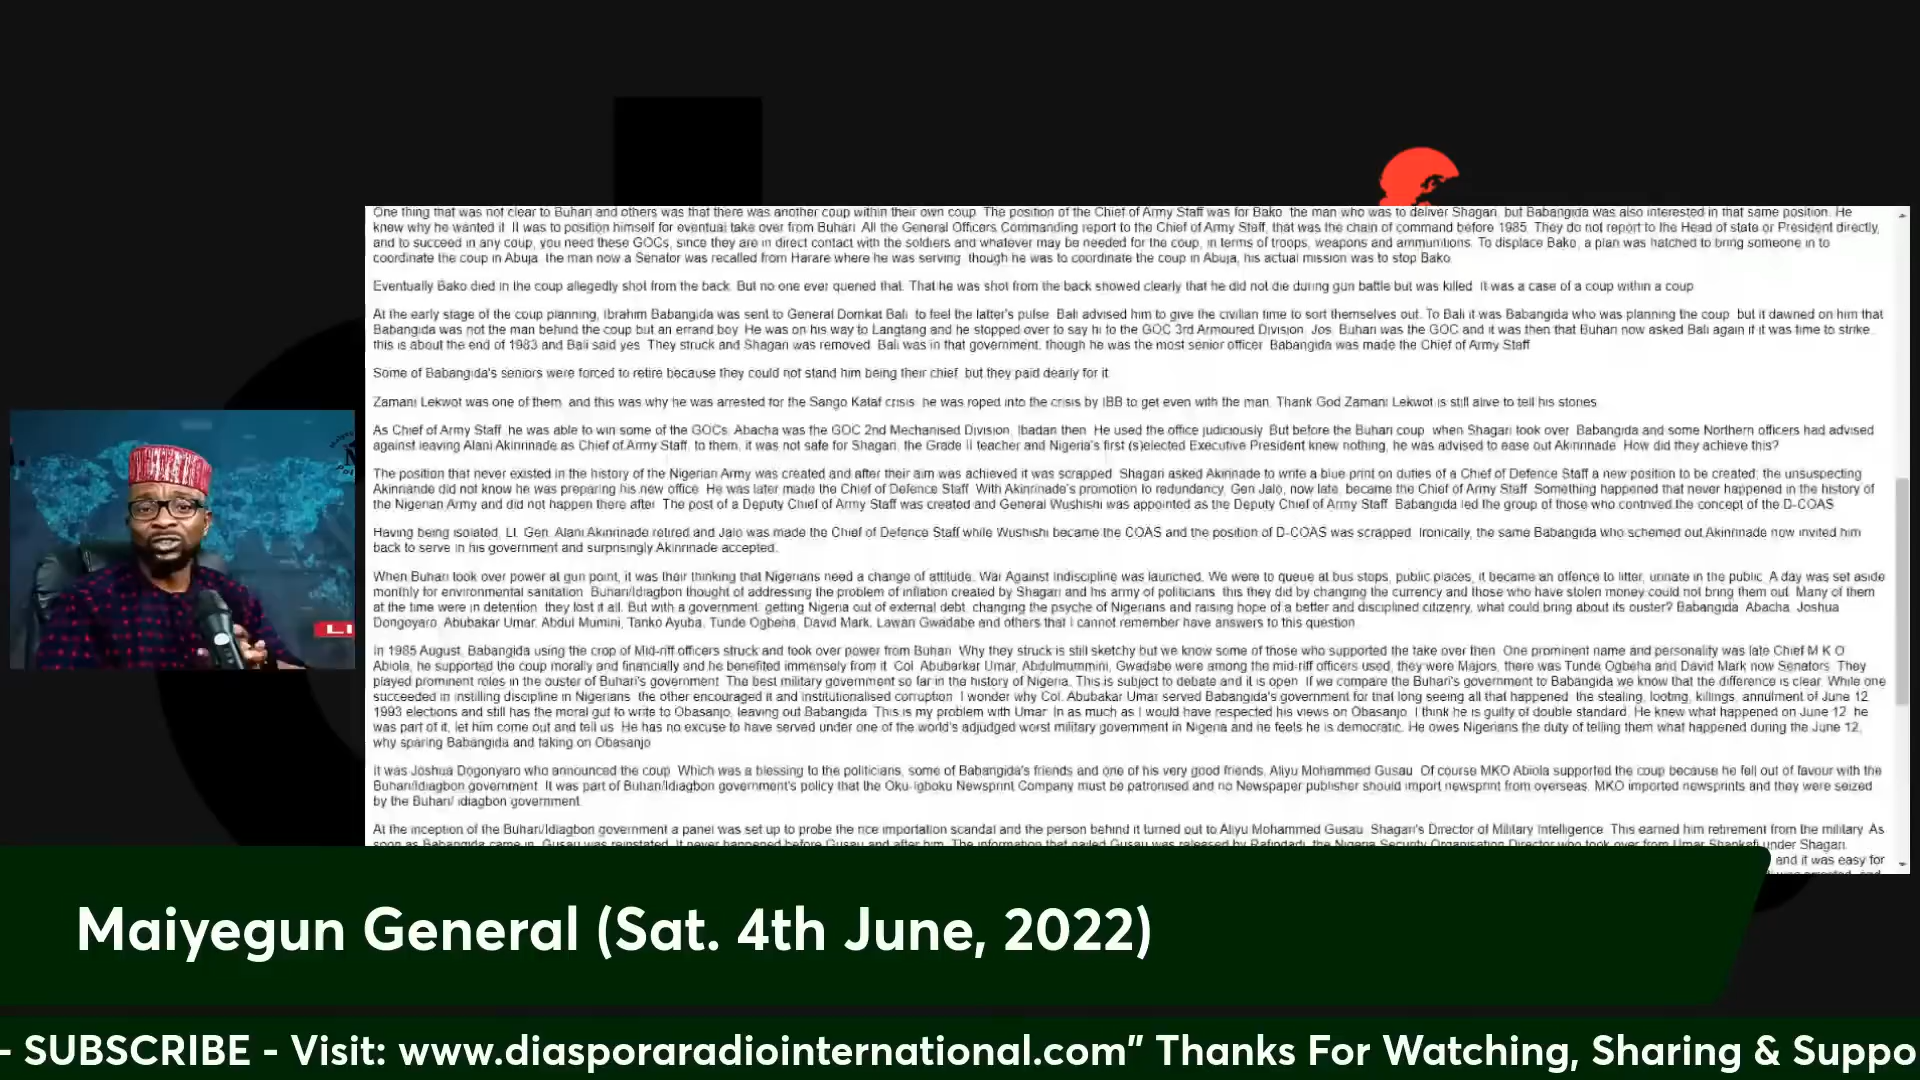 One thing that was not clear to Buhari and others was that there was another coup within their own coup. The position of the Chief of Army Staff was for Bako, the man who was to deliver Shagari, but Babangida was also interested in that same position. He
knew why he wanted it. It was to position himself for eventual take over from Buhari. All the General Officers Commanding report to the Chief of Army Staff, that was the chain of command before 1985. They do not report to the Head of state or President directly,
and to succeed in any coup, you need these GOCs, since they are in direct contact with the soldiers and whatever may be needed for the coup, in terms of troops, weapons and ammunitions. To displace Bako, a plan was hatched to bring someone in to
coordinate the coup in Abuja, the man now a Senator was recalled from Harare where he was serving, though he was to coordinate the coup in Abuja, his actual mission was to stop Bako.
Eventually Bako died in the coup allegedly shot from the back. But no one ever queried that. That he was shot from the back showed clearly that he did not die during gun battle but was killed. It was a case of a coup within a coup
At the early stage of the coup planning, Ibrahim Babangida was sent to General Domkat Bali, to feel the latter's pulse. Bali advised him to give the civilian time to sort themselves out. To Bali it was Babangida who was planning the coup, but it dawned on him that
Babangida was not the man behind the coup but an errand boy. He was on his way to Langtang and he stopped over to say hi to the GOC 3rd Armoured Division, Jos. Buhari was the GOC and it was then that Buhari now asked Bali again if it was time to strike,
this is about the end of 1983 and Bali said yes. They struck and Shagari was removed. Bali was in that government, though he was the most senior officer. Babangida was made the Chief of Army Staff
Some of Babangida's seniors were forced to retire because they could not stand him being their chief, but they paid dearly for it
Zamani Lekwot was one of them, and this was why he was arrested for the Sango Kataf crisis, he was roped into the crisis by IBB to get even with the man. Thank God Zamani Lekwot is still alive to tell his stories
As Chief of Army Staff, he was able to win some of the GOCs. Abacha was the GOC 2nd Mechanised Division, Ibadan then. He used the office judiciously. But before the Buhari coup, when Shagari took over, Babangida and some Northern officers had advised
against leaving Alani Akinrinade as Chief of Army Staff, to them, it was not safe for Shagari, the Grade II teacher and Nigeria's first (s)elected Executive President knew nothing, he was advised to ease out Akinrinade. How did they achieve this?
The position that never existed in the history of the Nigerian Army was created and after their aim was achieved it was scrapped. Shagari asked Akinrinade to write a blue print on duties of a Chief of Defence Staff a new position to be created, the unsuspecting
Akinnande did not know he was preparing his new office. He was later made the Chief of Defence Staff. With Akinrinade's promotion to redundancy, Gen Jalo, now late, became the Chief of Army Staff. Something happened that never happened in the history of
the Nigerian Army and did not happen there after. The post of a Deputy Chief of Army Staff was created and General Wushishi was appointed as the Deputy Chief of Army Staff. Babangida led the group of those who contrived the concept of the D-COAS
Having being isolated, Lt. Gen. Alani Akinrinade retired and Jalo was made the Chief of Defence Staff while Wushishi became the COAS and the position of D-COAS was scrapped. Ironically, the same Babangida who schemed out Akinrinade now invited him
back to serve in his government and surprisingly Akinrinade accepted.
When Buhari took over power at gun point, it was their thinking that Nigerians need a change of attitude. War Against Indiscipline was launched. We were to queue at bus stops, public places, it became an offence to litter, urinate in the public. A day was set aside
monthly for environmental sanitation. Buhari/Idiagbon thought of addressing the problem of inflation created by Shagari and his army of politicians, this they did by changing the currency and those who have stolen money could not bring them out. Many of them
at the time were in detention, they lost it all. But with a government, getting Nigeria out of external debt, changing the psyche of Nigerians and raising hope of a better and disciplined citizenry, what could bring about its ouster? Babangida, Abacha, Joshua
Dongoyaro, Abubakar Umar, Abdul Mumini, Tanko Ayuba, Tunde Ogbeha, David Mark, Lawan Gwadabe and others that I cannot remember have answers to this question
In 1985 August, Babangida using the crop of Mid-riff officers struck and took over power from Buhari. Why they struck is still sketchy but we know some of those who supported the take over then. One prominent name and personality was late Chief M K O
Abiola, he supported the coup morally and financially and he benefited immensely from it. Col. Abubarkar Umar, Abdulmummini, Gwadabe were among the mid-riff officers used, they were Majors, there was Tunde Ogbeha and David Mark now Senators. They
played prominent roles in the ouster of Buhari's government. The best military government so far in the history of Nigeria. This is subject to debate and it is open. If we compare the Buhari's government to Babangida we know that the difference is clear. While one
succeeded in instilling discipline in Nigerians, the other encouraged it and institutionalised corruption. I wonder why Col. Abubakar Umar served Babangida's government for that long seeing all that happened, the stealing, looting, killings, annulment of June 12,
1993 elections and still has the moral gut to write to Obasanjo, leaving out Babangida. This is my problem with Umar. In as much as I would have respected his views on Obasanjo, I think he is guilty of double standard. He knew what happened on June 12, he
was part of it, let him come out and tell us. He has no excuse to have served under one of the world's adjudged worst military government in Nigeria and he feels he is democratic. He owes Nigerians the duty of telling them what happened during the June 12,
why sparing Babangida and taking on Obasanjo
It was Joshua Dogonyaro who announced the coup. Which was a blessing to the politicians, some of Babangida's friends and one of his very good friends, Aliyu Mohammed Gusau. Of course MKO Abiola supported the coup because he fell out of favour with the
Buhari/Idiagbon government. It was part of Buhari/Idiagbon government's policy that the Oku-Igboku Newsprint Company must be patronised and no Newspaper publisher should import newsprint from overseas. MKO imported newsprints and they were seized
by the Buhari/ Idiagbon government
At the inception of the Buhari/Idiagbon government a panel was set up to probe the rice importation scandal and the person behind it turned out to Aliyu Mohammed Gusau, Shagari's Director of Military Intelligence. This earned him retirement from the military. As
soon as Babangida came in, Gusau was reinstated. It never happened before Gusau and after him. The information that nailed Gusau was released by Rafindadi, the Nigeria Security Organisation Director who took over from Umar Shankafi under Shagari.
and it was easy for
LI
Maiyegun General (Sat. 4th June, 2022)
- SUBSCRIBE - Visit: www.diasporaradiointernational.com” Thanks For Watching, Sharing & Suppo